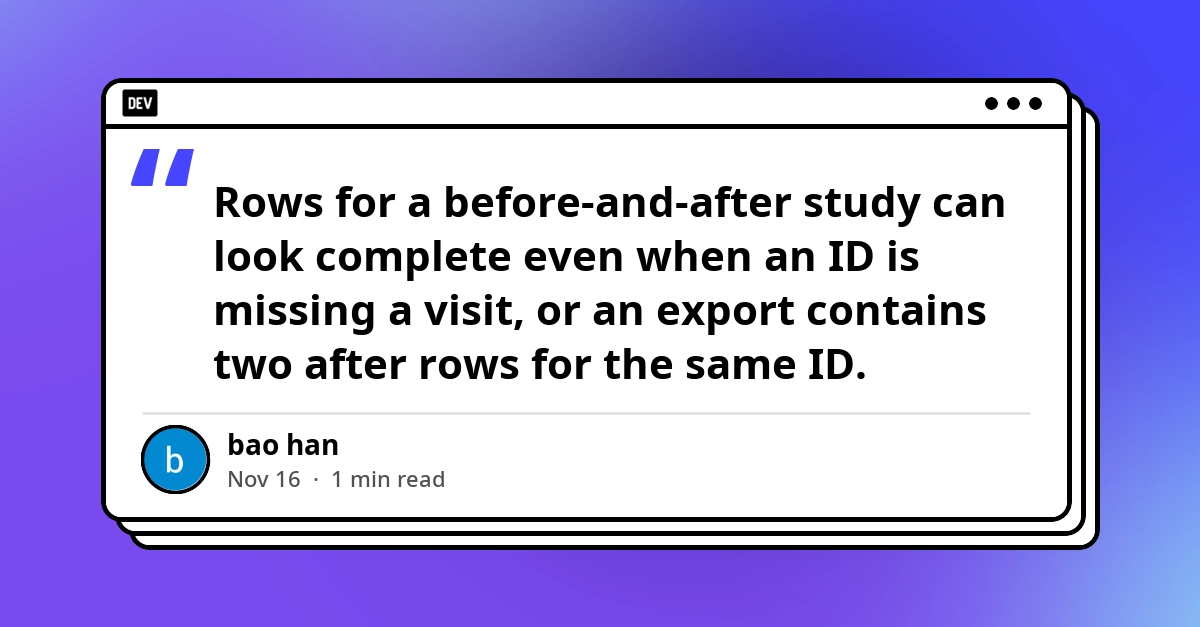 DEV
“
Rows for a before-and-after study can
look complete even when an ID is
missing a visit, or an export contains
two after rows for the same ID.
b
bao han
Nov 16 · 1 min read